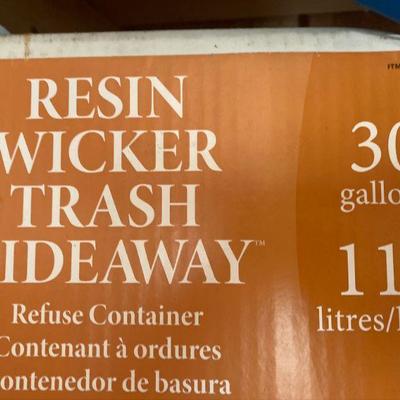 RESIN
WICKER
TRASH
IDEAWAY™
Refuse Container
Contenant à ordures
ontenedor de basura
30
gallo
11
litres/